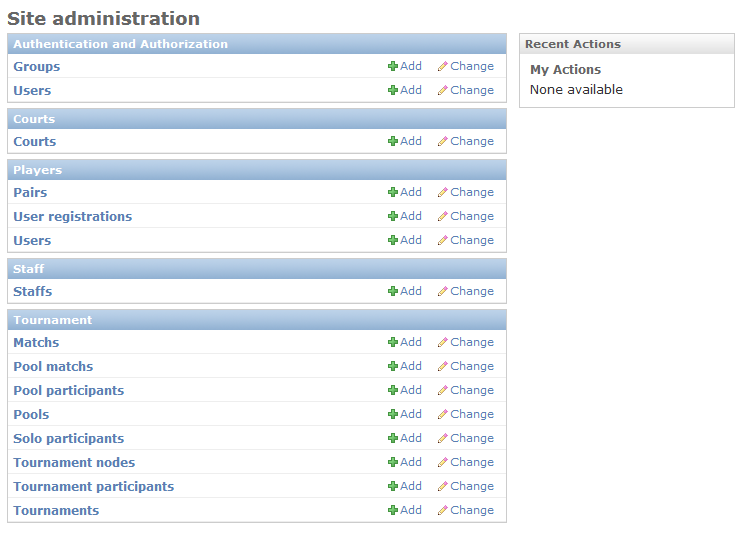 Site administration
Authentication and Authorization
Groups Add Change
Users Add Change
Courts
Courts Add Change
Players
Pairs Add Change
User registrations Add Change
Users Add Change
Staff
Staffs Add Change
Tournament
Matchs Add Change
Pool matchs Add Change
Pool participants Add Change
Pools Add Change
Solo participants Add Change
Tournament nodes Add Change
Tournament participants Add Change
Tournaments Add Change
Recent Actions
My Actions
None available